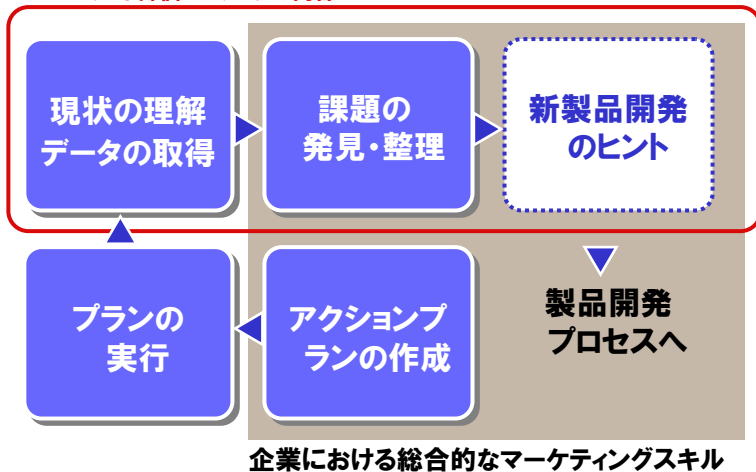 現状の理解
データの取得
課題の
発見・整理
新製品開発
のヒント
プランの
実行
アクションプ
ランの作成
製品開発
プロセスへ
企業における総合的なマーケティングスキル